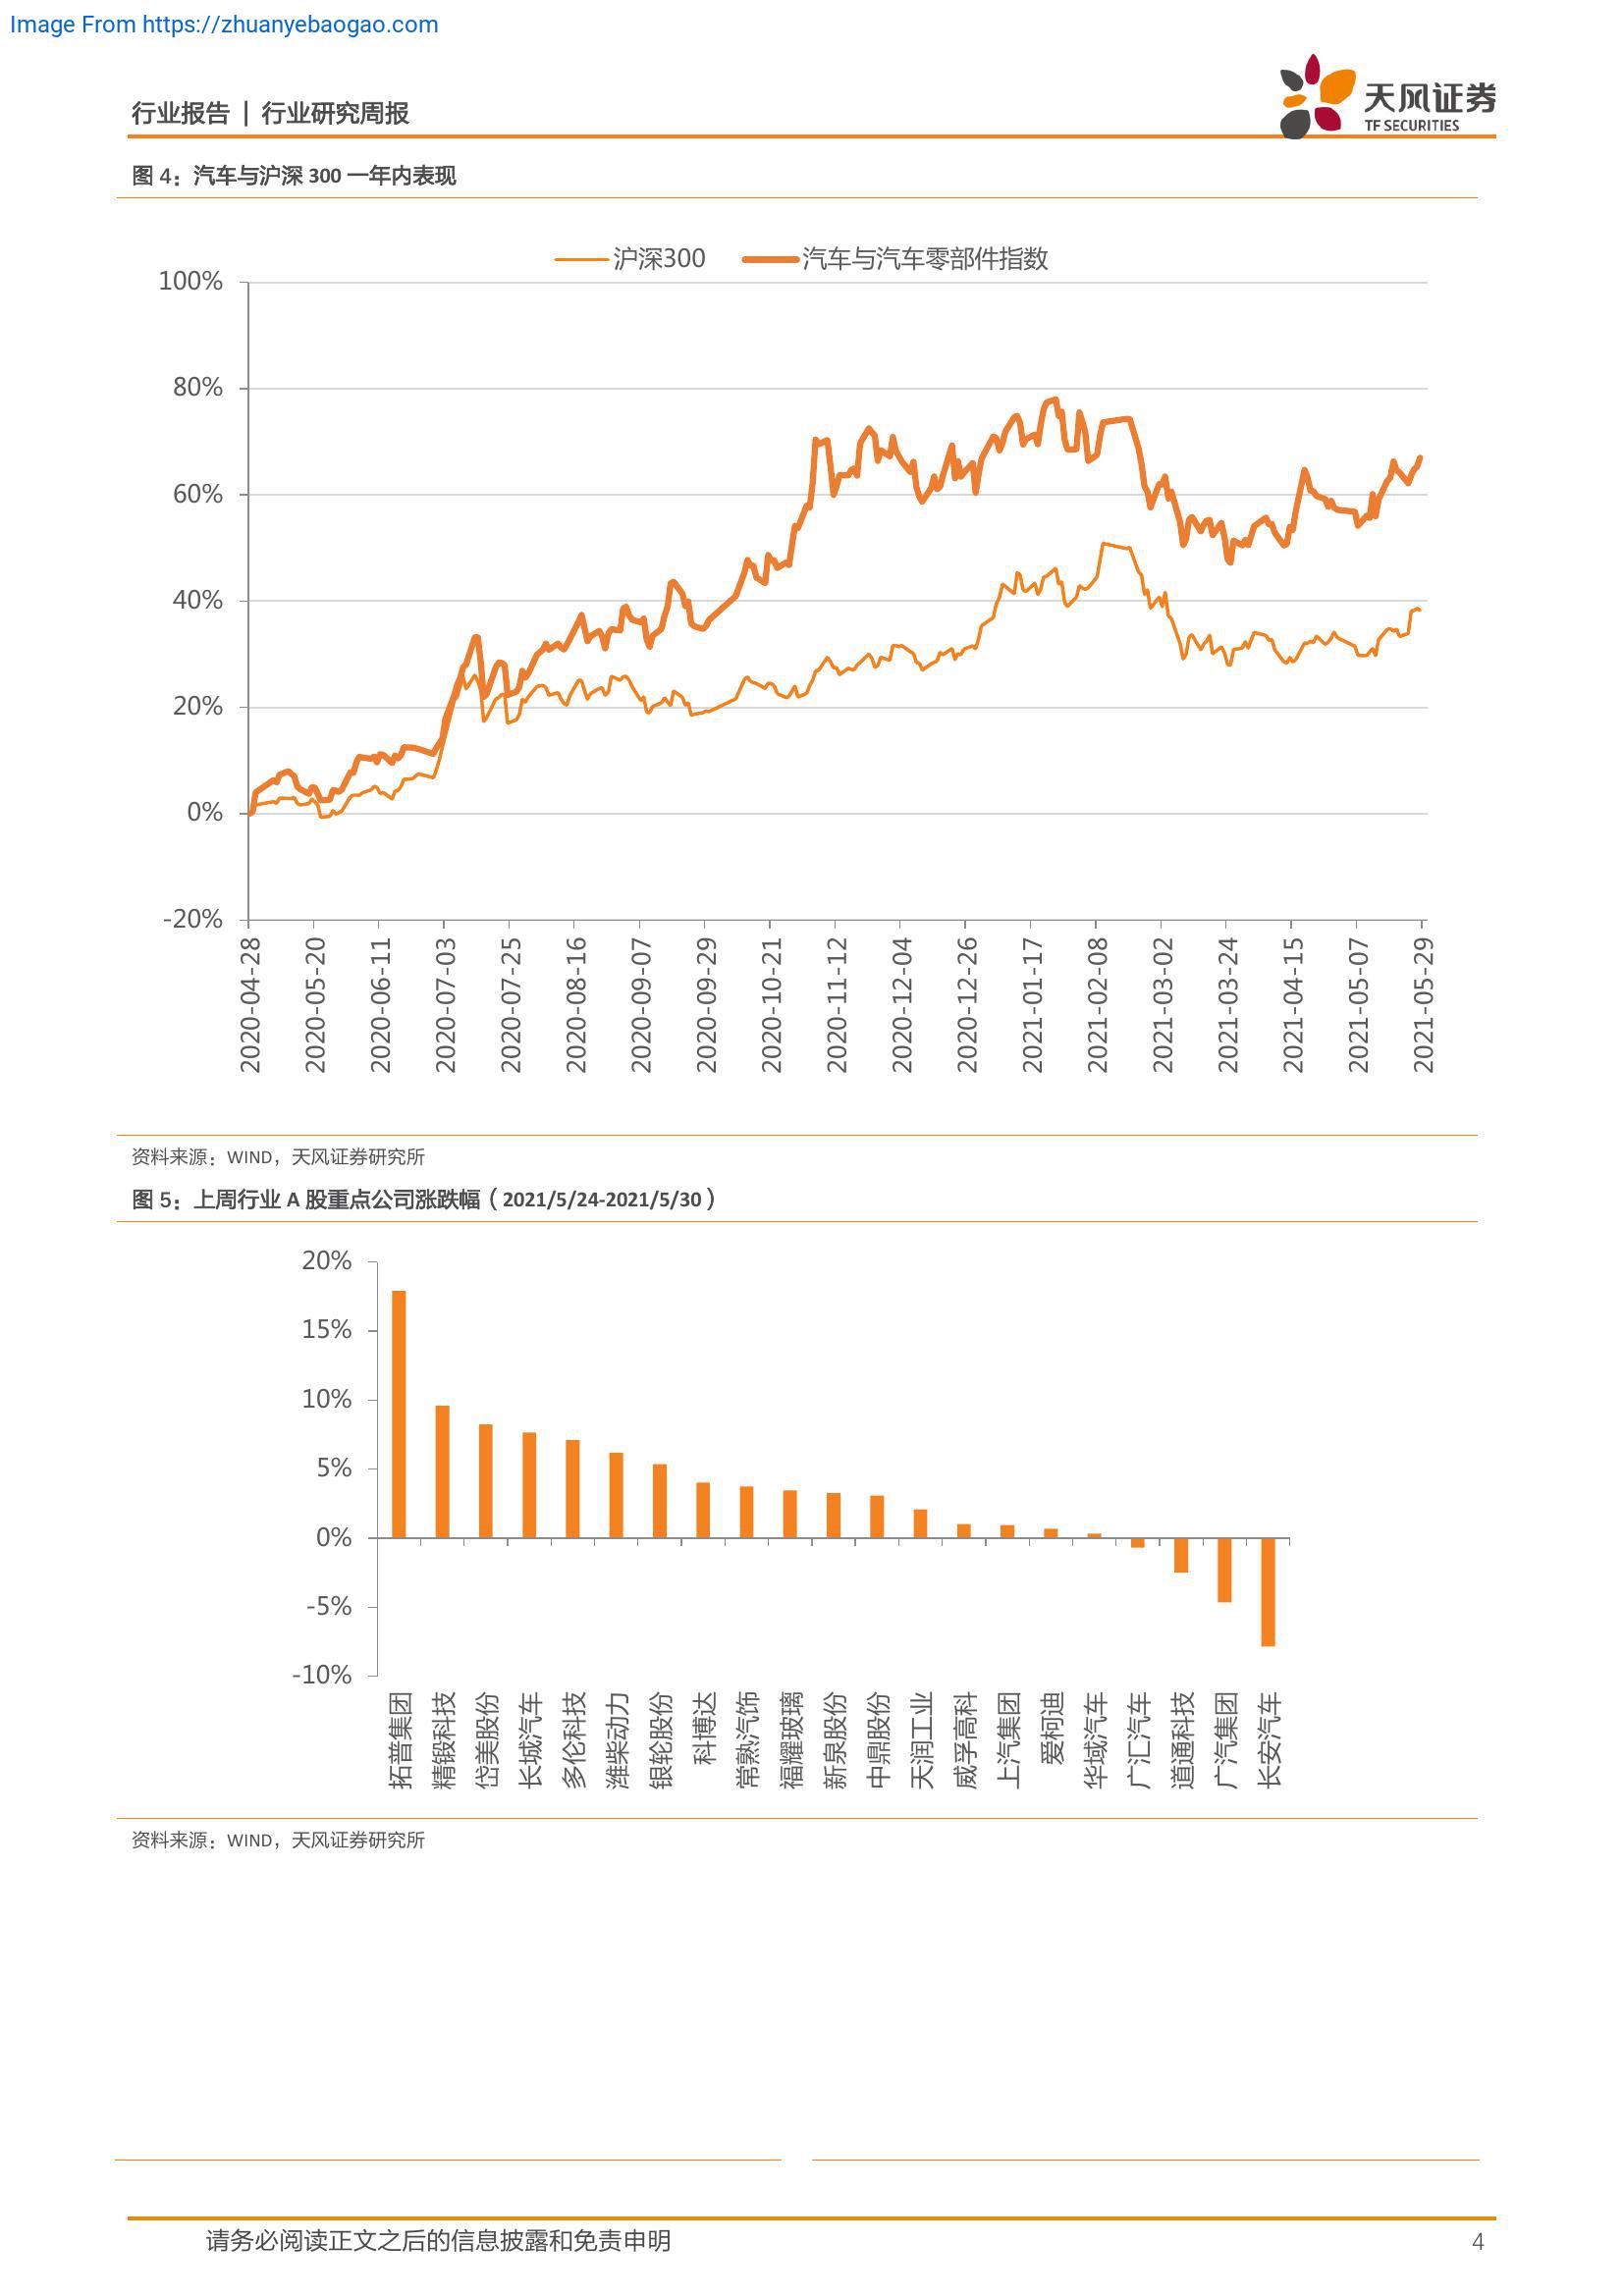 Image From https://zhuanyebaogao.com
行业报告 | 行业研究周报
天风证券
TF SECURITIES
图 4：汽车与沪深 300 一年内表现
沪深300 汽车与汽车零部件指数
100%
80%
60%
40%
20%
0%
-20%
2020-04-28
2020-05-20
2020-06-11
2020-07-03
2020-07-25
2020-08-16
2020-09-07
2020-09-29
2020-10-21
2020-11-12
2020-12-04
2020-12-26
2021-01-17
2021-02-08
2021-03-02
2021-03-24
2021-04-15
2021-05-07
2021-05-29
资料来源：WIND，天风证券研究所
图 5：上周行业 A 股重点公司涨跌幅（2021/5/24-2021/5/30）
20%
15%
10%
5%
0%
-5%
-10%
拓普集团
精锻科技
岱美股份
长城汽车
多伦科技
潍柴动力
银轮股份
科博达
常熟汽饰
福耀玻璃
新泉股份
中鼎股份
天润工业
威孚高科
上汽集团
爱柯迪
华域汽车
广汇汽车
道通科技
广汽集团
长安汽车
资料来源：WIND，天风证券研究所
请务必阅读正文之后的信息披露和免责申明
4